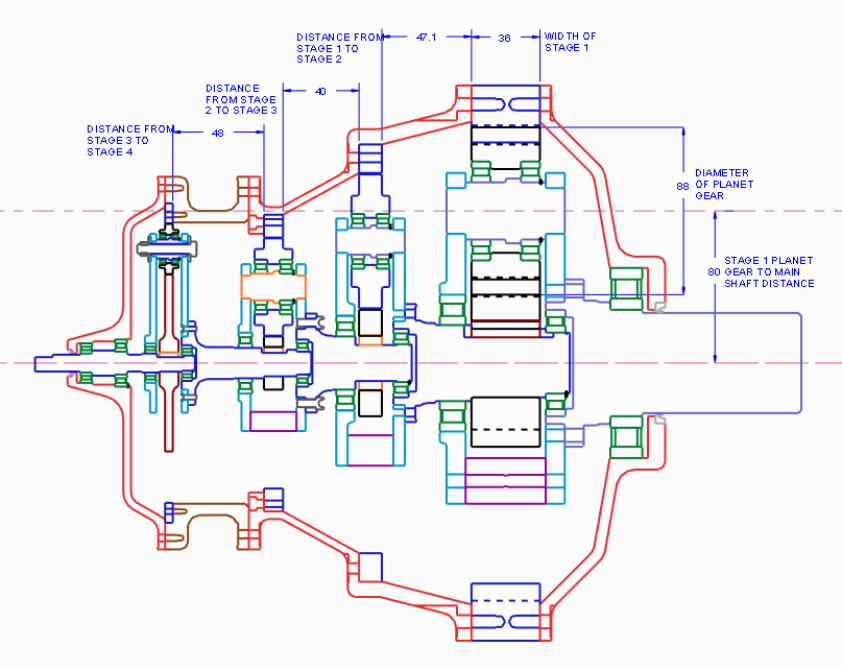 DISTANCE FROM
STAGE 1 TO
STAGE 2
47.1
36
WIDTH OF
STAGE 1
DISTANCE
FROM STAGE
2 TO STAGE 3
40
DISTANCE FROM
STAGE 3 TO
STAGE 4
48
88
DIAMETER
OF PLANET
GEAR
STAGE 1 PLANET
80 GEAR TO MAIN
SHAFT DISTANCE